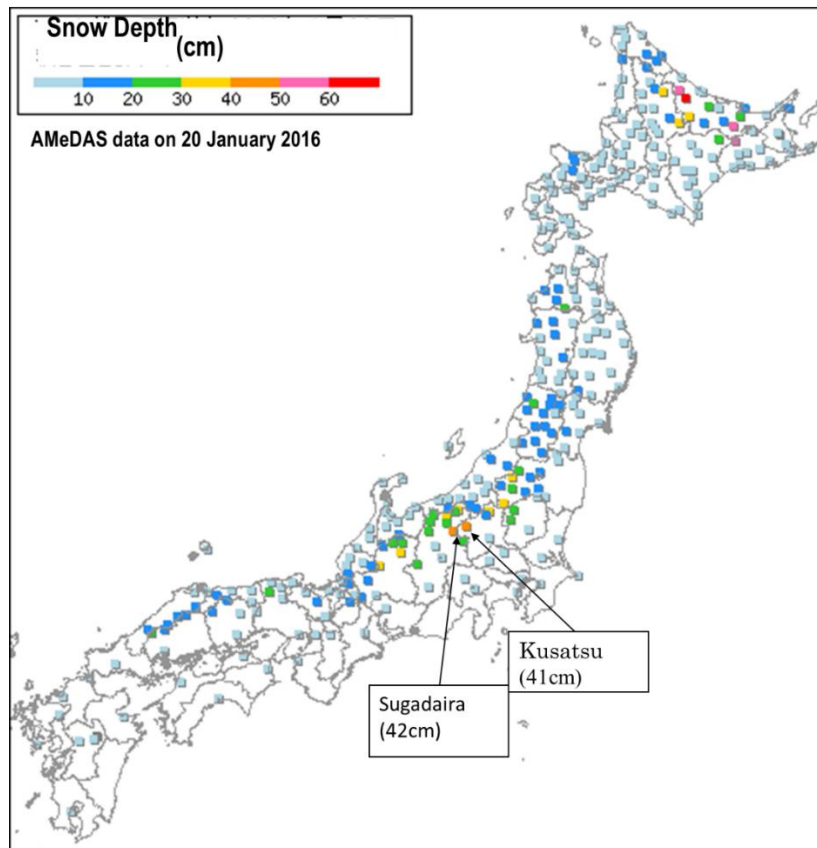 Snow Depth
(cm)
10 20 30 40 50 60
AMeDAS data on 20 January 2016
Kusatsu
(41cm)
Sugadaira
(42cm)